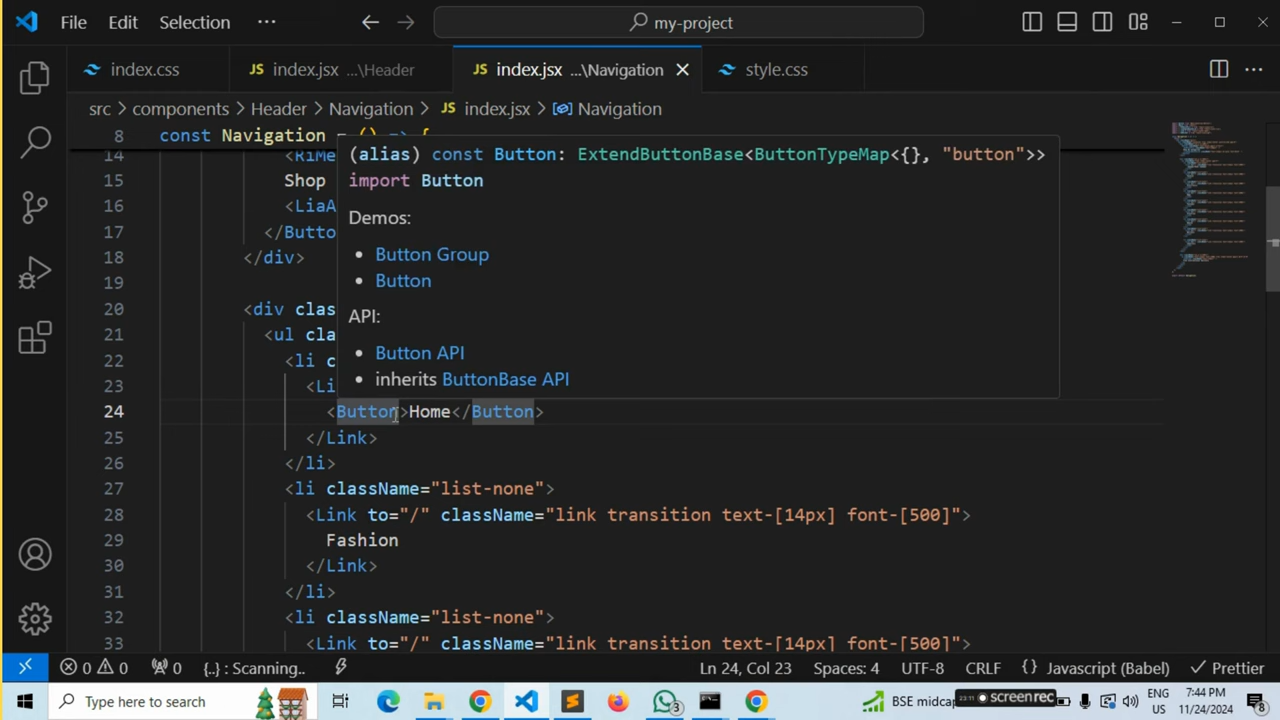 File Edit Selection ··· my-project
index.css
JS index.jsx ...\Header
JS index.jsx ...\Navigation
style.css
src > components > Header > Navigation > JS index.jsx > Navigation
8 const Navigation = () => {
14 <RiMe
15 Shop
16 <LiaA
17 </Butto
18 </div>
19
20 <div clas
21 <ul cla
22 <li c
23 <Li
(alias) const Button: ExtendButtonBase<ButtonTypeMap<{}, "button">>
import Button
Demos:
• Button Group
• Button
API:
• Button API
• inherits ButtonBase API
24 <Button>Home</Button>
25 </Link>
26 </li>
27 <li className="list-none">
28 <Link to="/" className="link transition text-[14px] font-[500]">
29 Fashion
30 </Link>
31 </li>
32 <li className="list-none">
33 <Link to="/" className="link transition text-[14px] font-[500]">
0 0 0 {..} : Scanning.. Ln 24, Col 23 Spaces: 4 UTF-8 CRLF {} Javascript (Babel) Prettier
Type here to search
3
BSE midcap
23:11 screenrec
ENG
US
7:44 PM
11/24/2024
8